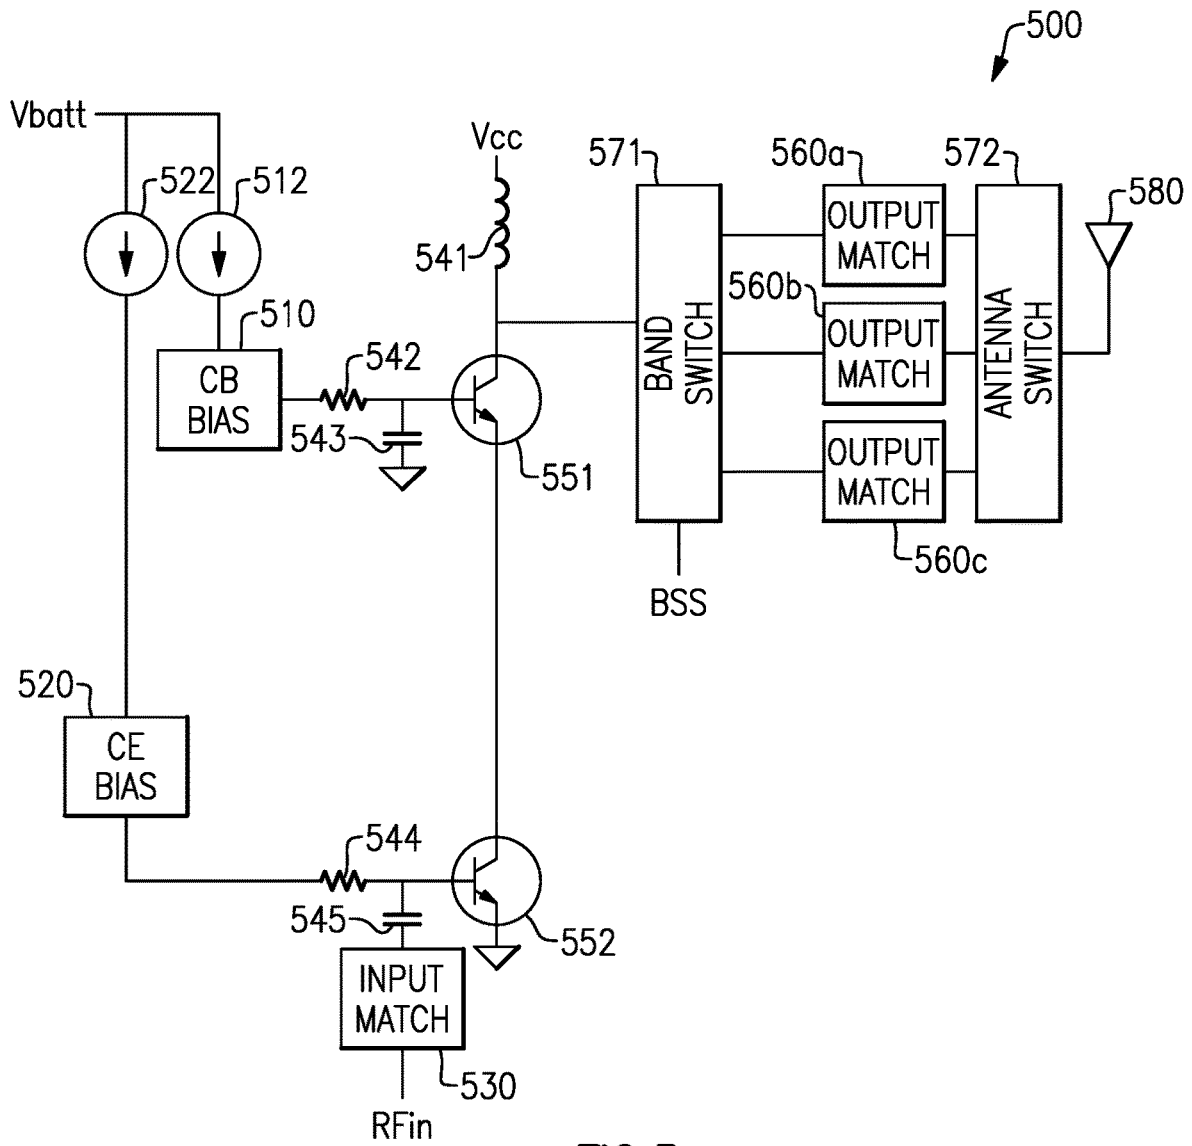 500
Vbatt
522
512
Vcc
571
560a
572
580
541
OUTPUT
MATCH
560b
510
CB
BIAS
542
543
551
BAND
SWITCH
OUTPUT
MATCH
ANTENNA
SWITCH
OUTPUT
MATCH
560c
BSS
520
CE
BIAS
544
545
552
INPUT
MATCH
530
RFin